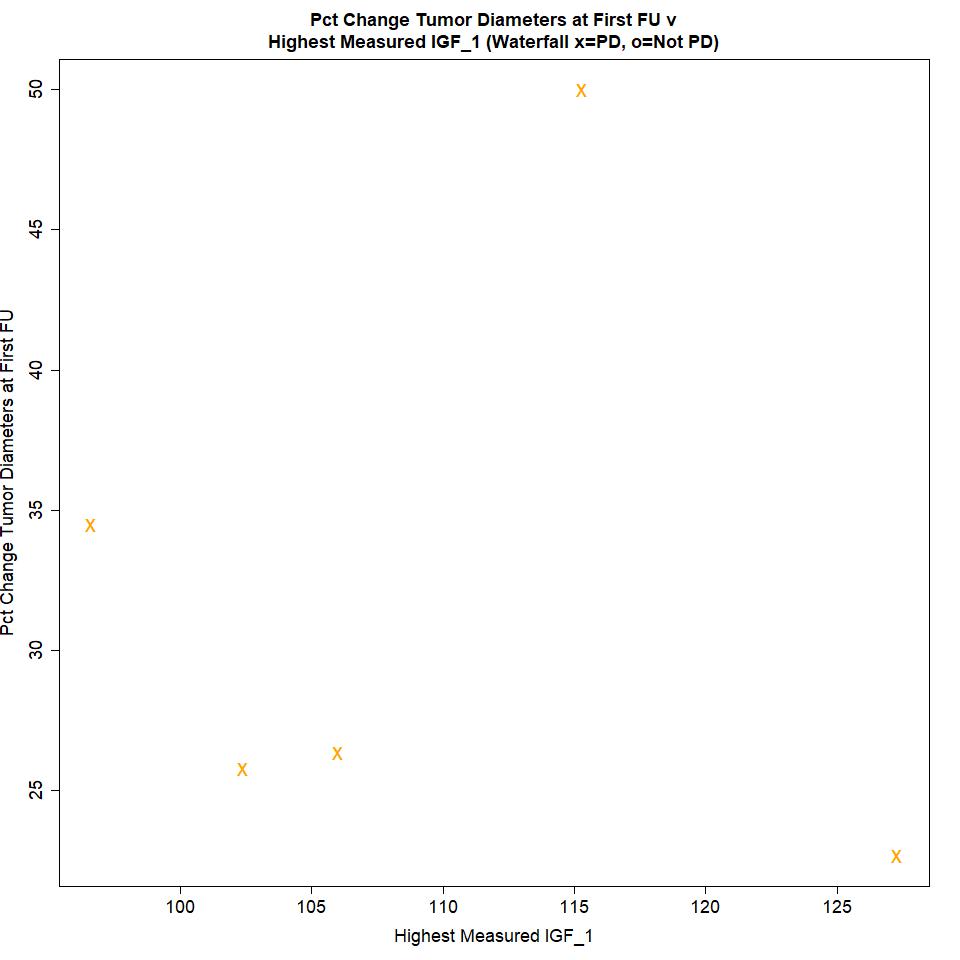 Pct Change Tumor Diameters at First FU v
Highest Measured IGF_1 (Waterfall x=PD, o=Not PD)
Pct Change Tumor Diameters at First FU
50
45
40
35
30
25
X
X
X
X
X
100
105
110
115
120
125
Highest Measured IGF_1